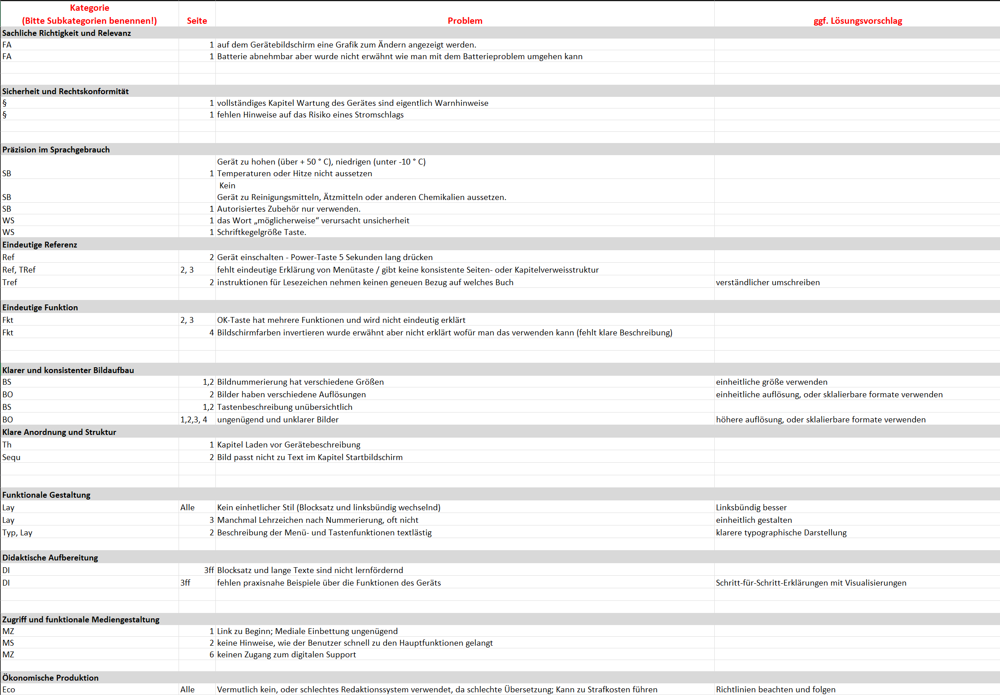 Kategorie
(Bitte Subkategorien benennen!) Seite Problem ggf. Lösungsvorschlag
Sachliche Richtigkeit und Relevanz
FA 1 auf dem Gerätebildschirm eine Grafik zum Ändern angezeigt werden.
FA 1 Batterie abnehmbar aber wurde nicht erwähnt wie man mit dem Batterieproblem umgehen kann
Sicherheit und Rechtskonformität
§ 1 vollständiges Kapitel Wartung des Gerätes sind eigentlich Warnhinweise
§ 1 fehlen Hinweise auf das Risiko eines Stromschlags
Präzision im Sprachgebrauch
Gerät zu hohen (über + 50 ° C), niedrigen (unter -10 ° C)
SB 1 Temperaturen oder Hitze nicht aussetzen
Kein
SB Gerät zu Reinigungsmitteln, Ätzmitteln oder anderen Chemikalien aussetzen.
SB 1 Autorisiertes Zubehör nur verwenden.
WS 1 das Wort „möglicherweise“ verursacht unsicherheit
WS 1 Schriftkegelgröße Taste.
Eindeutige Referenz
Ref 2 Gerät einschalten - Power-Taste 5 Sekunden lang drücken
Ref, TRef 2, 3 fehlt eindeutige Erklärung von Menütaste / gibt keine konsistente Seiten- oder Kapitelverweisstruktur
Tref 2 instruktionen für Lesezeichen nehmen keinen geneuen Bezug auf welches Buch verständlicher umschreiben
Eindeutige Funktion
Fkt 2, 3 OK-Taste hat mehrere Funktionen und wird nicht eindeutig erklärt
Fkt 4 Bildschirmfarben invertieren wurde erwähnt aber nicht erklärt wofür man das verwenden kann (fehlt klare Beschreibung)
Klarer und konsistenter Bildaufbau
BS 1,2 Bildnummerierung hat verschiedene Größen einheitliche größe verwenden
BO 2 Bilder haben verschiedene Auflösungen einheitliche auflösung, oder sklalierbare formate verwenden
BS 1,2 Tastenbeschreibung unübersichtlich
BO 1,2,3, 4 ungenügend und unklarer Bilder höhere auflösung, oder sklalierbare formate verwenden
Klare Anordnung und Struktur
Th 1 Kapitel Laden vor Gerätebeschreibung
Sequ 2 Bild passt nicht zu Text im Kapitel Startbildschirm
Funktionale Gestaltung
Lay Alle Kein einhetlicher Stil (Blocksatz und linksbündig wechselnd) Linksbündig besser
Lay 3 Manchmal Lehrzeichen nach Nummerierung, oft nicht einheitlich gestalten
Typ, Lay 2 Beschreibung der Menü- und Tastenfunktionen textlästig klarere typographische Darstellung
Didaktische Aufbereitung
DI 3ff Blocksatz und lange Texte sind nicht lernfördernd
DI 3ff fehlen praxisnahe Beispiele über die Funktionen des Geräts Schritt-für-Schritt-Erklärungen mit Visualisierungen
Zugriff und funktionale Mediengestaltung
MZ 1 Link zu Beginn; Mediale Einbettung ungenügend
MS 2 keine Hinweise, wie der Benutzer schnell zu den Hauptfunktionen gelangt
MZ 6 keinen Zugang zum digitalen Support
Ökonomische Produktion
Eco Alle Vermutlich kein, oder schlechtes Redaktionssystem verwendet, da schlechte Übersetzung; Kann zu Strafkosten führen Richtlinien beachten und folgen